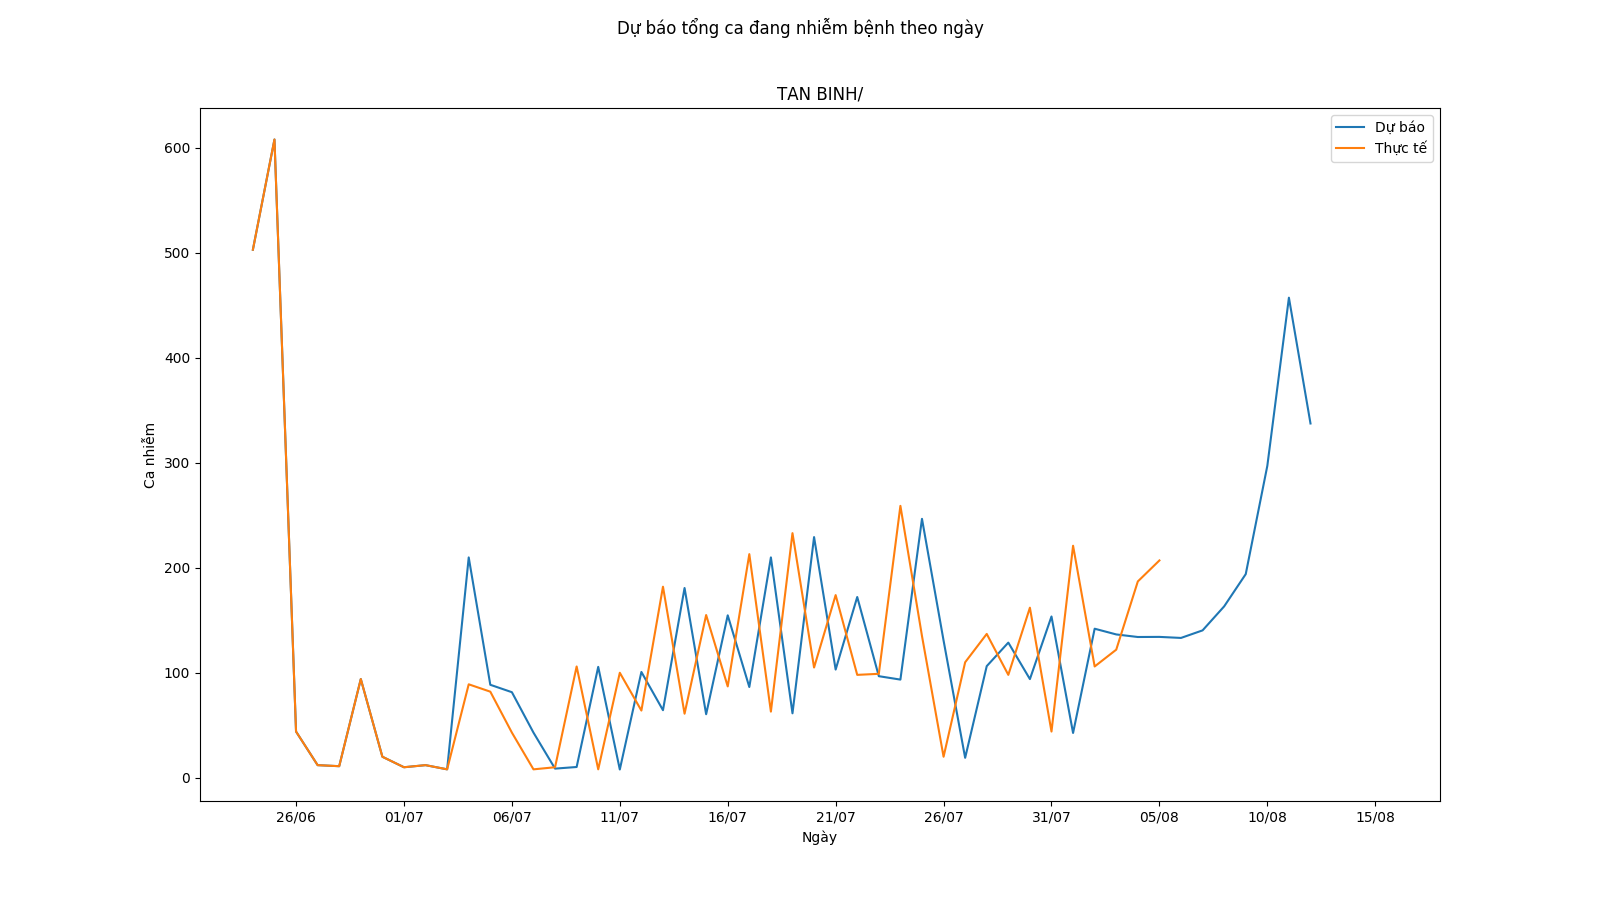 Dự báo tổng ca đang nhiễm bệnh theo ngày
TAN BINH/
Dự báo
Thực tế
600
500
400
300
200
100
0
Ca nhiễm
26/06 01/07 06/07 11/07 16/07 21/07 26/07 31/07 05/08 10/08 15/08
Ngày